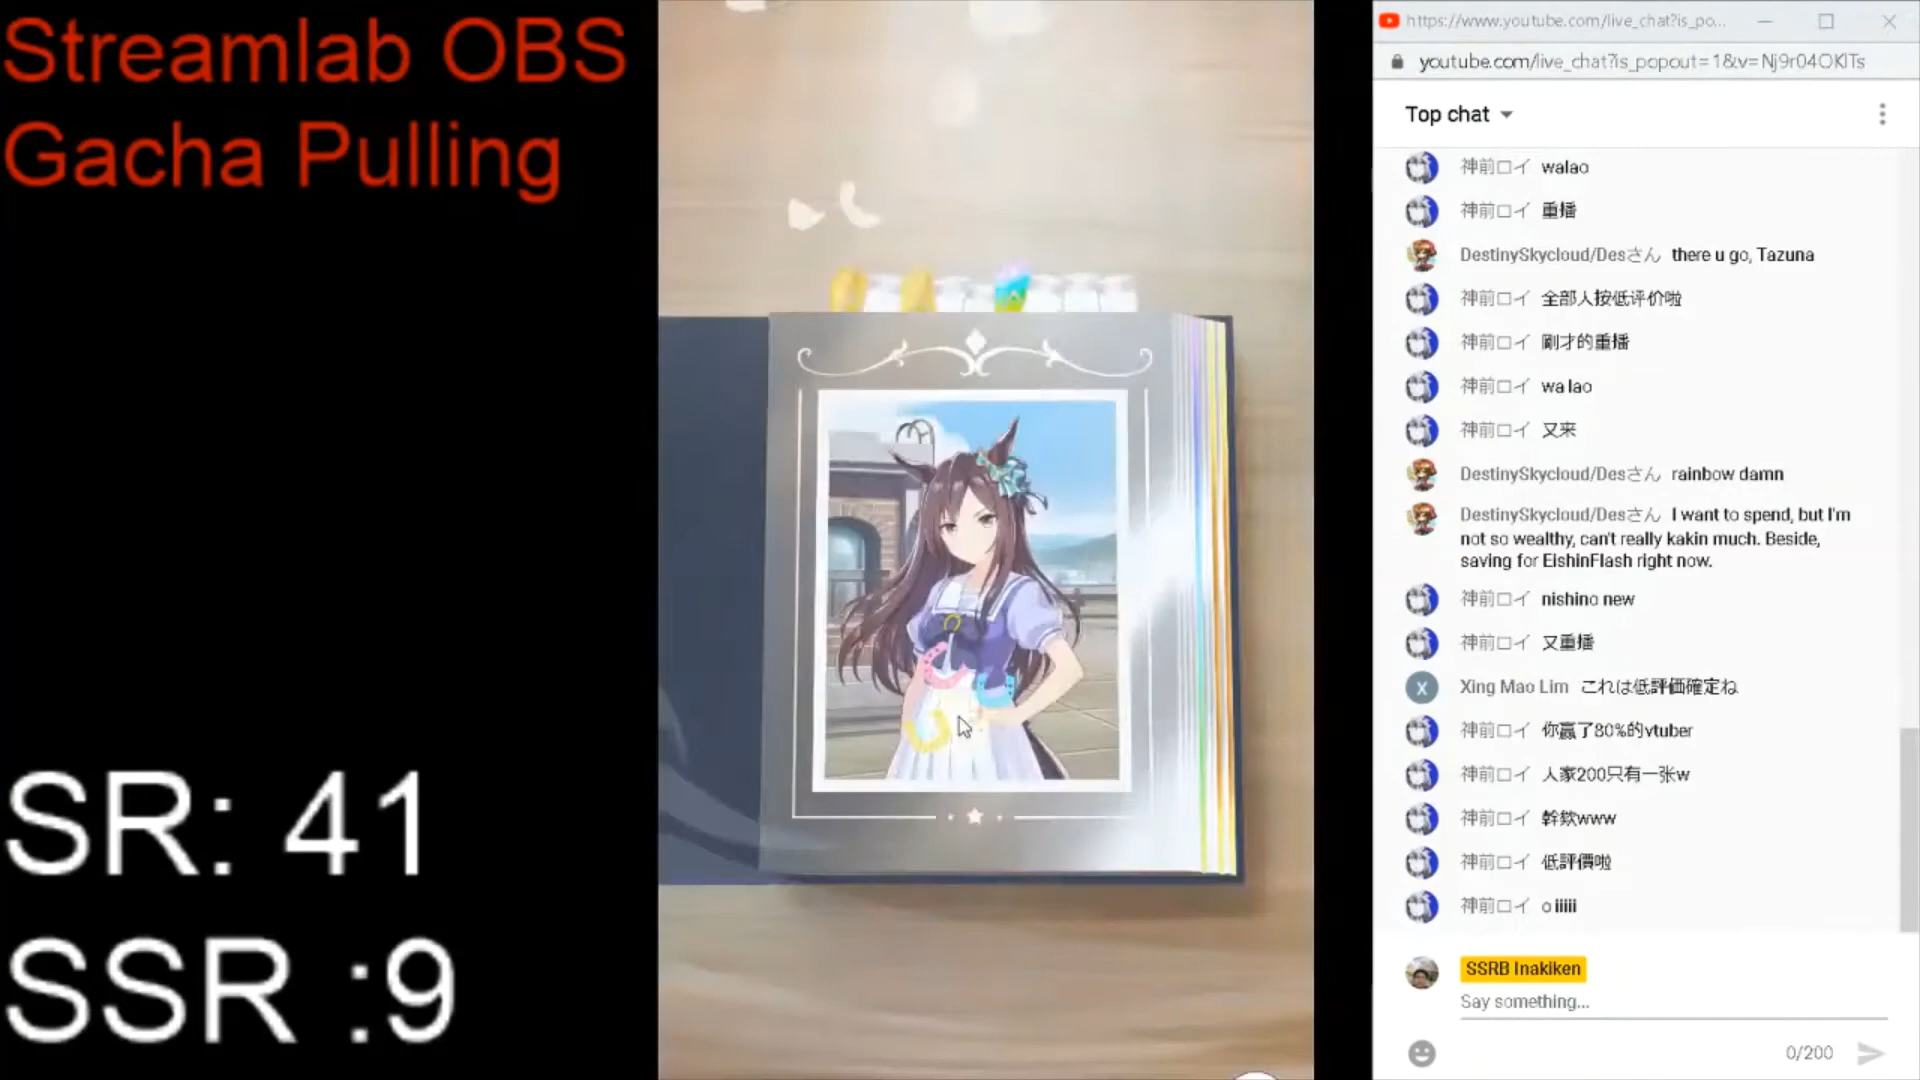 Streamlab OBS
Gacha Pulling
SR: 41
SSR :9
https://www.youtube.com/live_chat?is_po...
youtube.com/live_chat?is_popout=1&v=Nj9r04OKlTs
Top chat
神前ロイ walao
神前ロイ 重播
DestinySkycloud/Desさん there u go, Tazuna
神前ロイ 全部人按低评价啦
神前ロイ 剛才的重播
神前ロイ wa lao
神前ロイ 又来
DestinySkycloud/Desさん rainbow damn
DestinySkycloud/Desさん I want to spend, but I'm
not so wealthy, can't really kakin much. Beside,
saving for EishinFlash right now.
神前ロイ nishino new
神前ロイ 又重播
X
Xing Mao Lim これは低評価確定ね
神前ロイ 你赢了80%的vtuber
神前ロイ 人家200只有一张w
神前ロイ 幹欸www
神前ロイ 低評價啦
神前ロイ o iiiii
SSRB Inakiken
Say something...
0/200